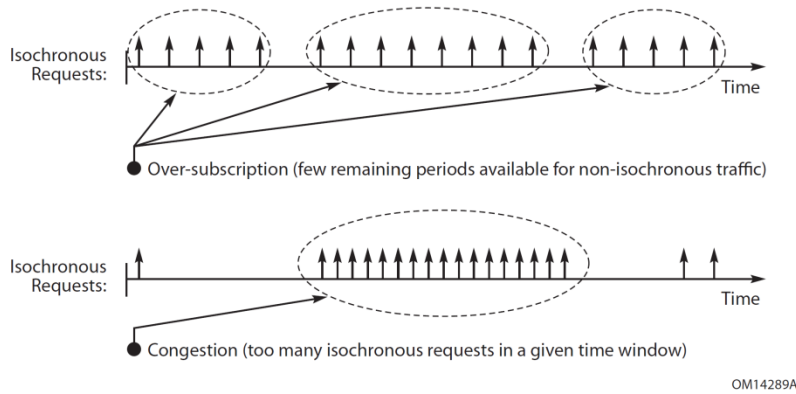 Isochronous
Requests:
Time
Over-subscription (few remaining periods available for non-isochronous traffic)
Isochronous
Requests:
Time
Congestion (too many isochronous requests in a given time window)
OM14289A